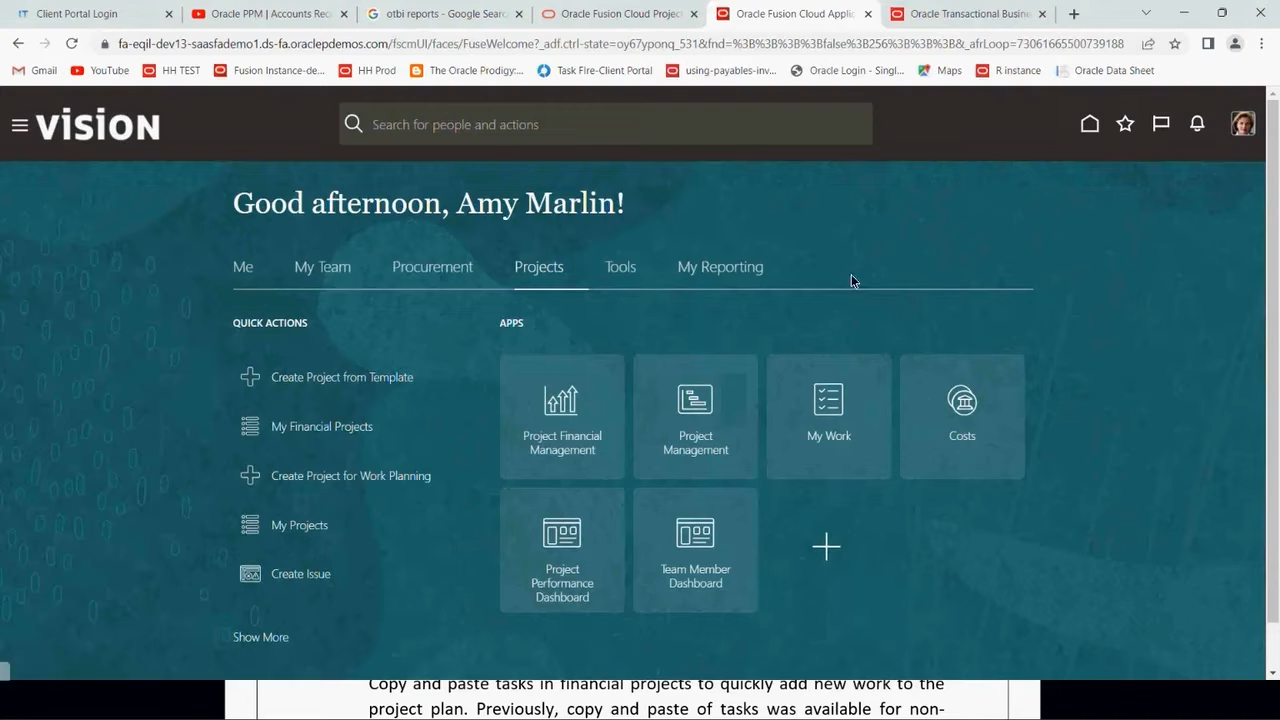 Client Portal Login
Oracle PPM | Accounts Rec
otbi reports - Google Searc
Oracle Fusion Cloud Project
Oracle Fusion Cloud Applic
Oracle Transactional Busin
fa-eqil-dev13-saasfademo1.ds-fa.oraclepdemos.com/fscmUI/faces/FuseWelcome?_adf.ctrl-state=oy67yponq_531&fnd=%3B%3B%3B%3Bfalse%3B256%3B%3B%3B&_afrLoop=73061665500739188
Gmail
YouTube
HH TEST
Fusion Instance-de...
HH Prod
The Oracle Prodigy:...
Task FIre-Client Portal
using-payables-inv...
Oracle Login - Singl...
Maps
R instance
Oracle Data Sheet
VISION
Search for people and actions
Good afternoon, Amy Marlin!
Me
My Team
Procurement
Projects
Tools
My Reporting
QUICK ACTIONS
APPS
Create Project from Template
My Financial Projects
Create Project for Work Planning
My Projects
Create Issue
Show More
Project Financial
Management
Project
Management
My Work
Costs
Project
Performance
Dashboard
Team Member
Dashboard
Copy and paste tasks in financial projects to quickly add new work to the
project plan. Previously, copy and paste of tasks was available for non-